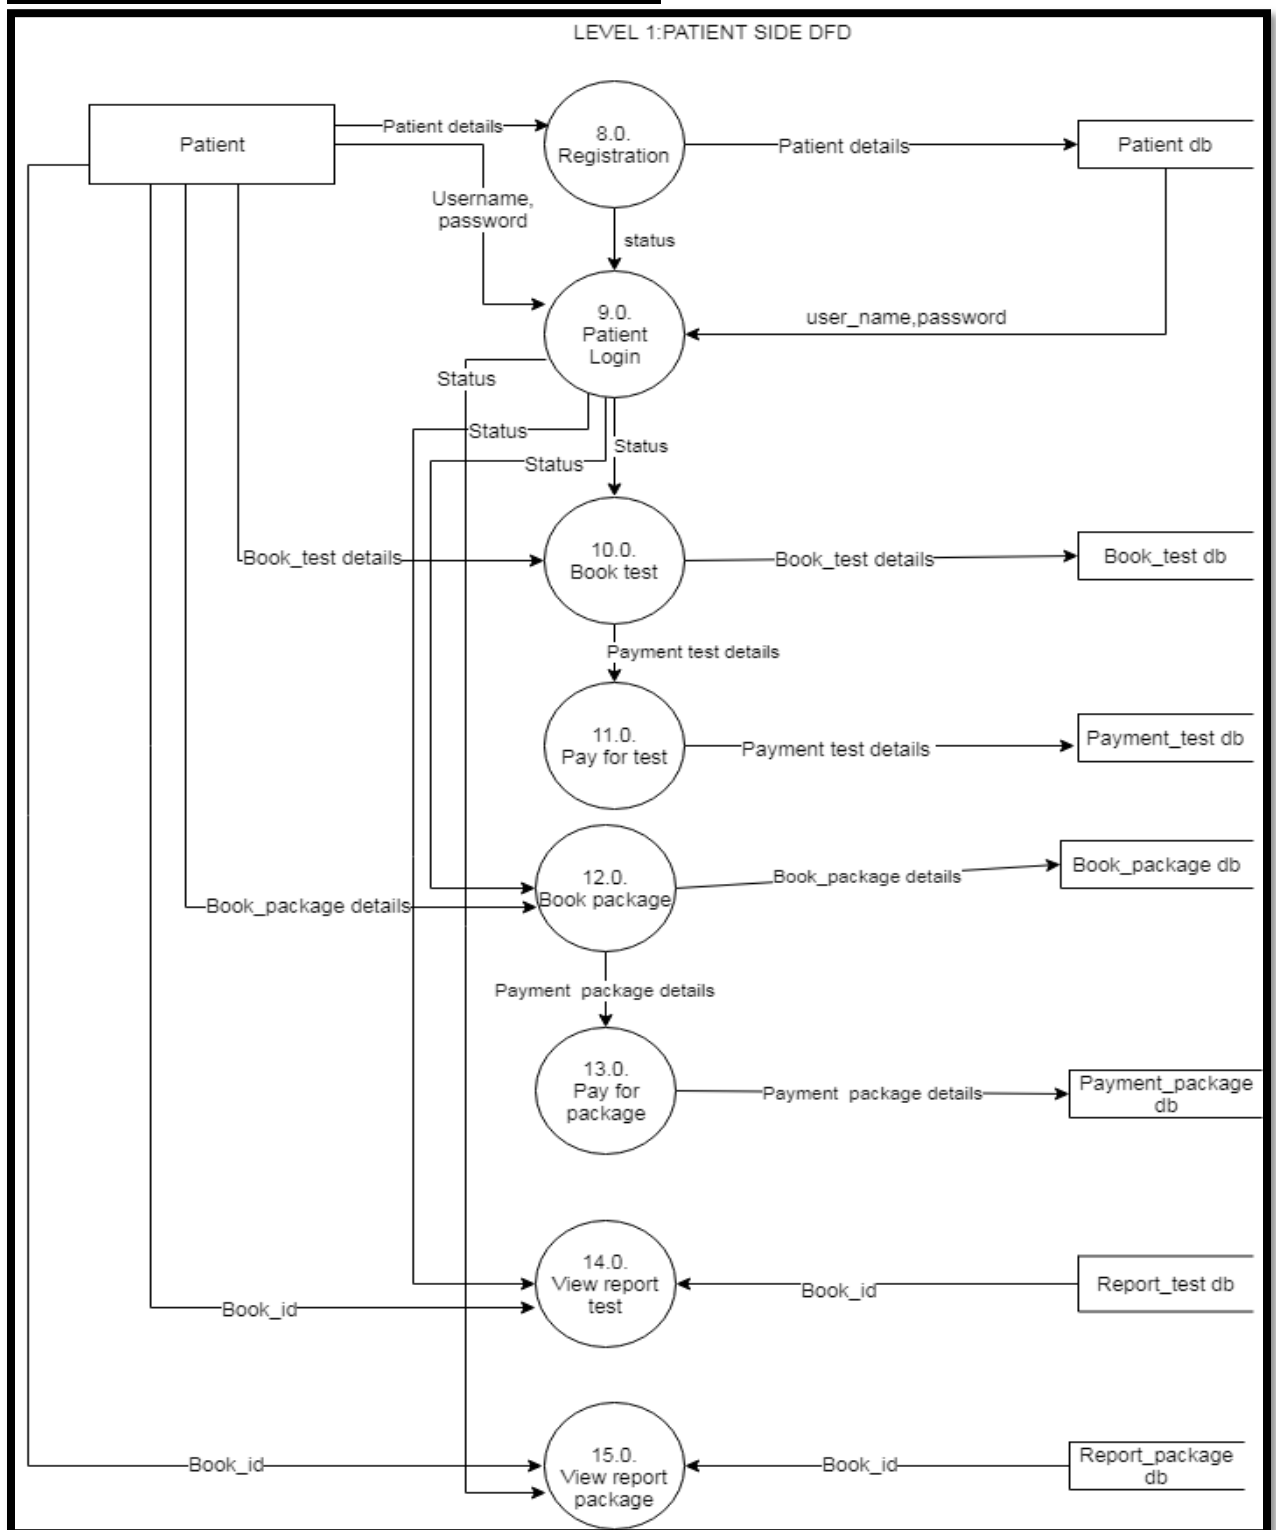 LEVEL 1:PATIENT SIDE DFD
Patient
Patient details
8.0.
Registration
Patient details
Patient db
Username,
password
status
9.0.
Patient
Login
user_name,password
Status
Status
Status
Status
Book_test details
10.0.
Book test
Book_test details
Book_test db
Payment test details
11.0.
Pay for test
Payment test details
Payment_test db
12.0.
Book package
Book_package details
Book_package db
Book_package details
Payment package details
13.0.
Pay for
package
Payment package details
Payment_package
db
14.0.
View report
test
Book_id
Report_test db
Book_id
Book_id
15.0.
View report
package
Book_id
Report_package
db